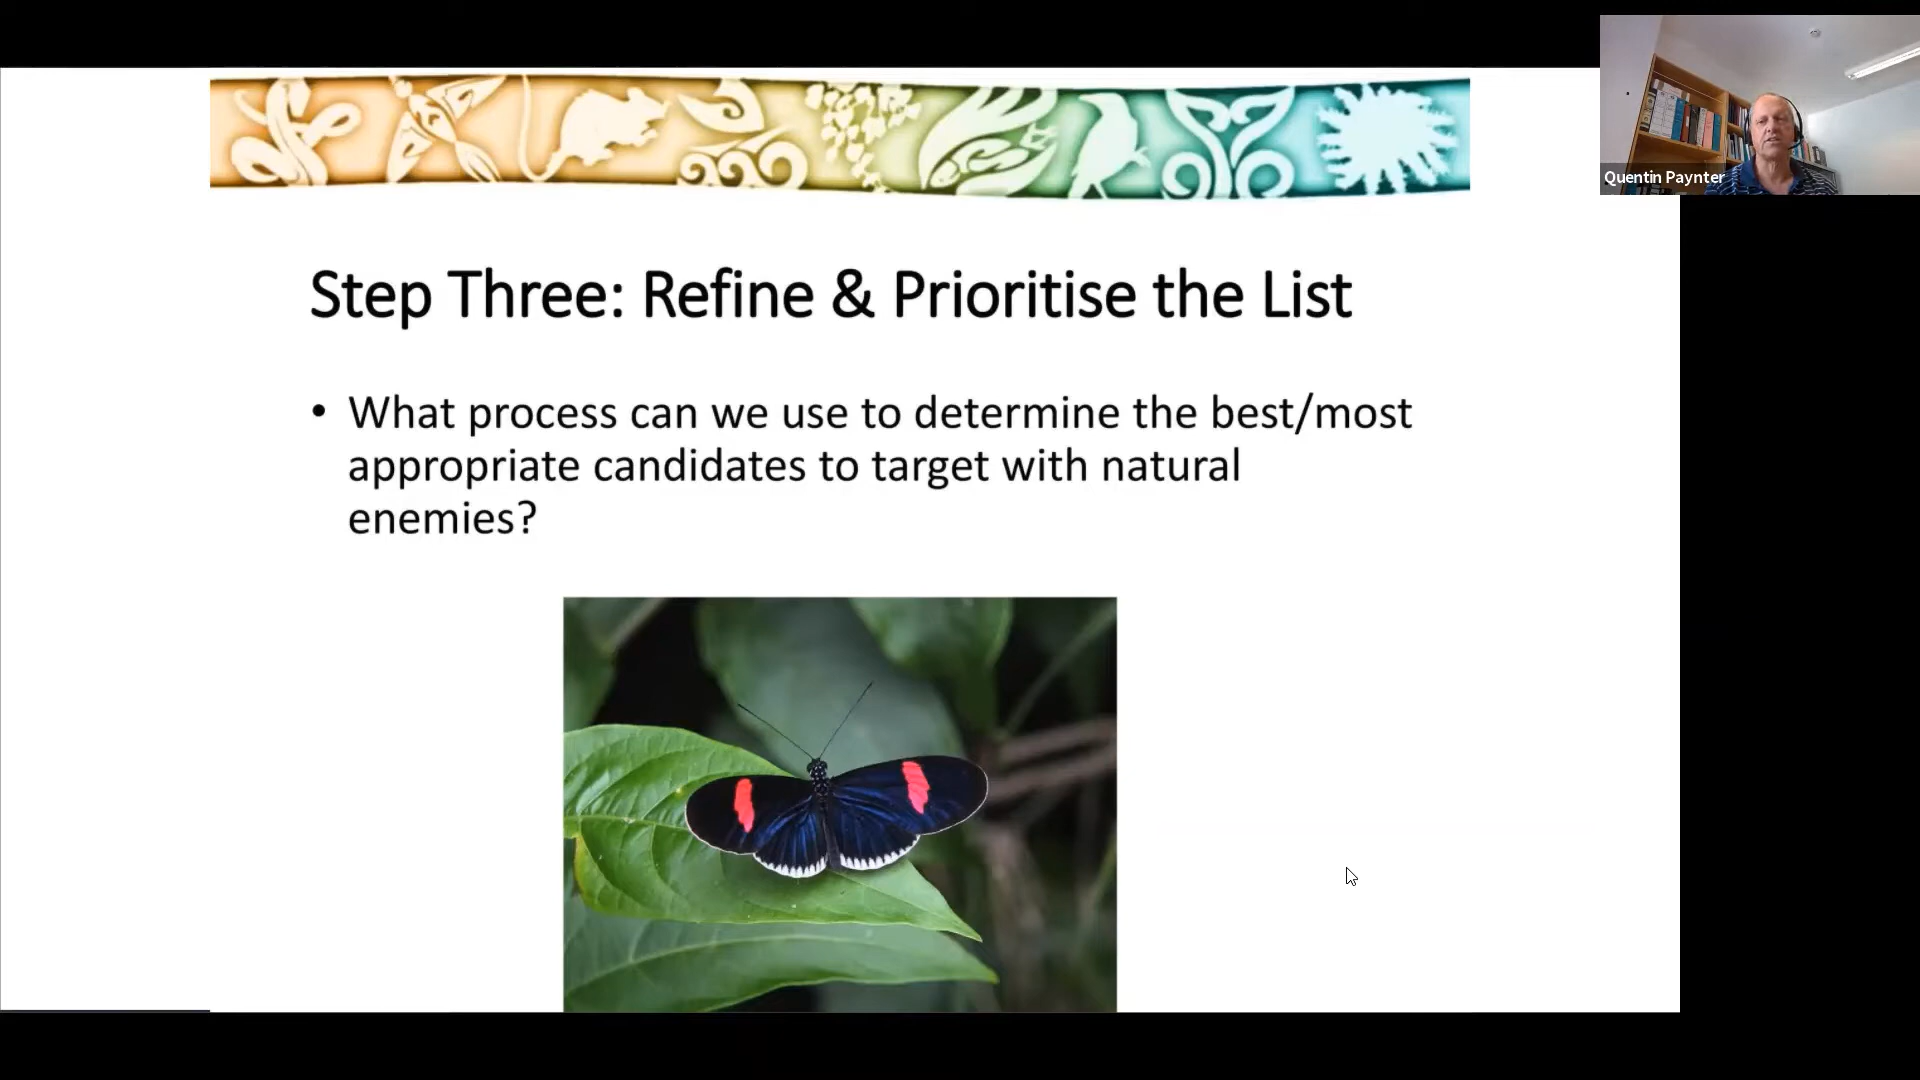 Quentin Paynter
Step Three: Refine & Prioritise the List
• What process can we use to determine the best/most
appropriate candidates to target with natural
enemies?